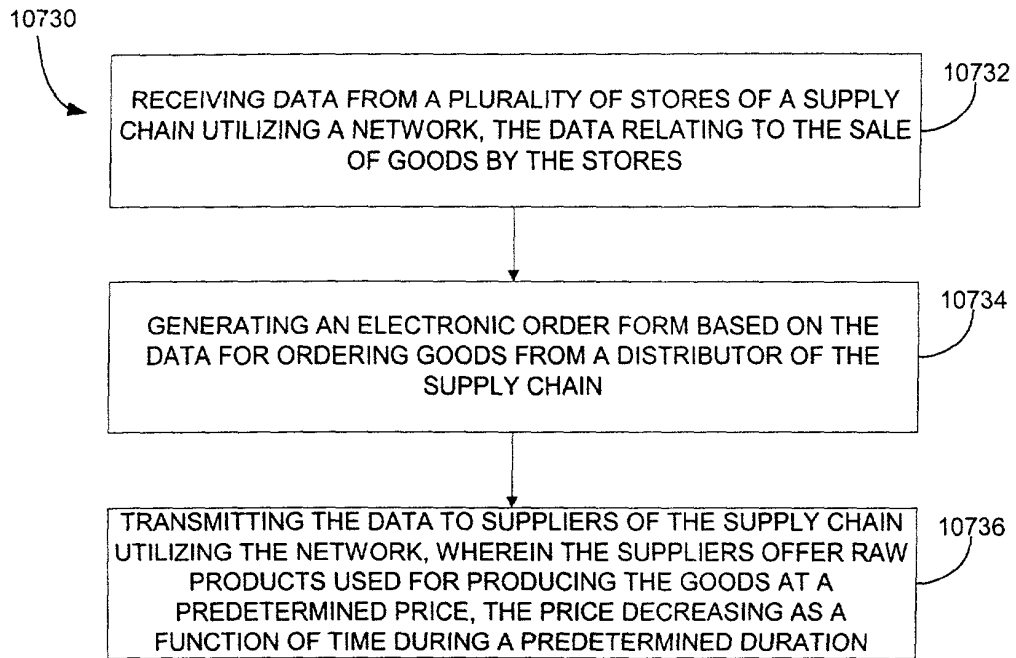 10730
10732
RECEIVING DATA FROM A PLURALITY OF STORES OF A SUPPLY
CHAIN UTILIZING A NETWORK, THE DATA RELATING TO THE SALE
OF GOODS BY THE STORES
10734
GENERATING AN ELECTRONIC ORDER FORM BASED ON THE
DATA FOR ORDERING GOODS FROM A DISTRIBUTOR OF THE
SUPPLY CHAIN
10736
TRANSMITTING THE DATA TO SUPPLIERS OF THE SUPPLY CHAIN
UTILIZING THE NETWORK, WHEREIN THE SUPPLIERS OFFER RAW
PRODUCTS USED FOR PRODUCING THE GOODS AT A
PREDETERMINED PRICE, THE PRICE DECREASING AS A
FUNCTION OF TIME DURING A PREDETERMINED DURATION